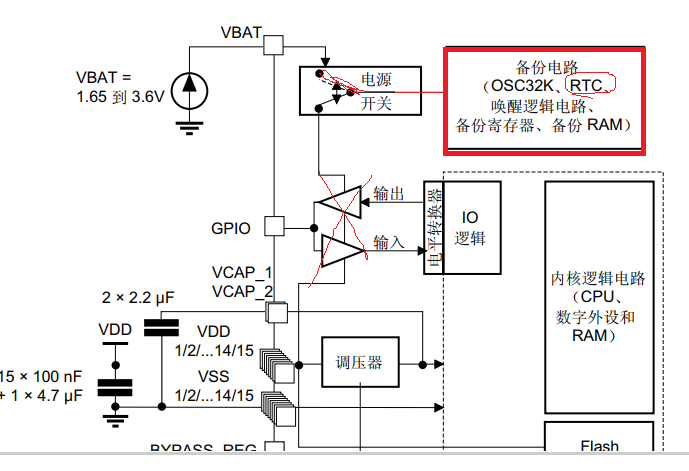 VBAT
VBAT =
1.65 到 3.6V
电源
开关
备份电路
（OSC32K、RTC、
唤醒逻辑电路、
备份寄存器、备份 RAM）
输出
GPIO
输入
电平转换器
IO
逻辑
内核逻辑电路
（CPU、
数字外设和
RAM）
VCAP_1
VCAP_2
2 × 2.2 μF
VDD
VDD
1/2/...14/15
调压器
15 × 100 nF
+ 1 × 4.7 μF
VSS
1/2/...14/15
BYPASS_REG
Flash